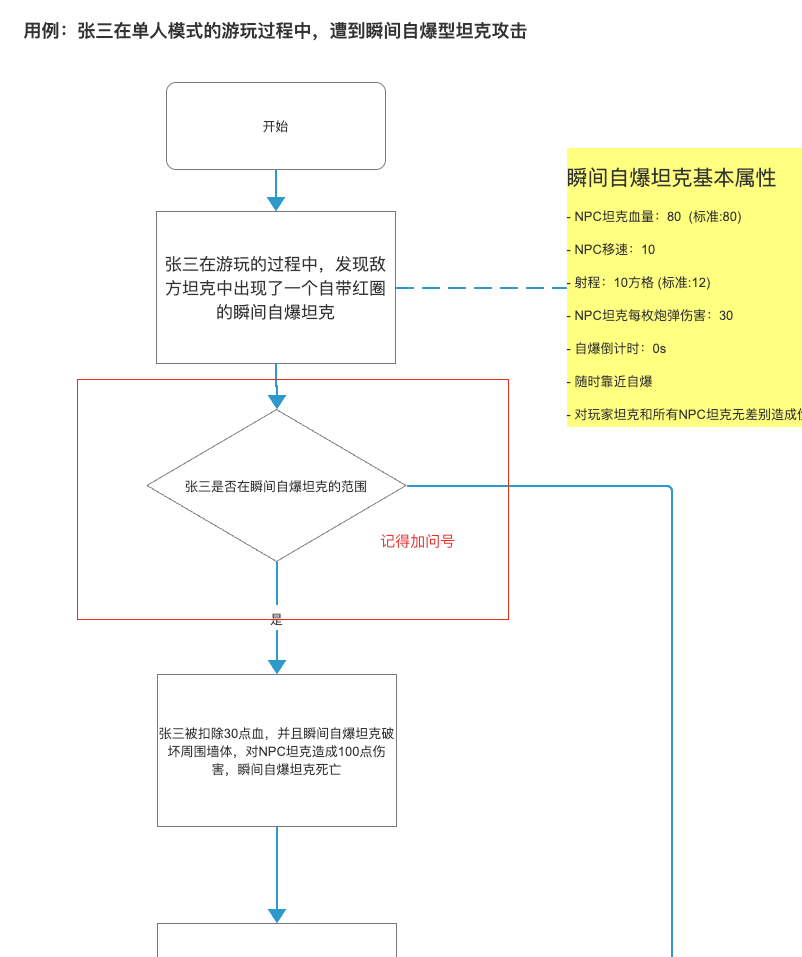 用例：张三在单人模式的游玩过程中，遭到瞬间自爆型坦克攻击
开始
瞬间自爆坦克基本属性
- NPC坦克血量：80 (标准:80)
- NPC移速：10
- 射程：10方格 (标准:12)
- NPC坦克每枚炮弹伤害：30
- 自爆倒计时：0s
- 随时靠近自爆
- 对玩家坦克和所有NPC坦克无差别造成
张三在游玩的过程中，发现敌
方坦克中出现了一个自带红圈
的瞬间自爆坦克
张三是否在瞬间自爆坦克的范围
记得加问号
是
张三被扣除30点血，并且瞬间自爆坦克破
坏周围墙体，对NPC坦克造成100点伤
害，瞬间自爆坦克死亡